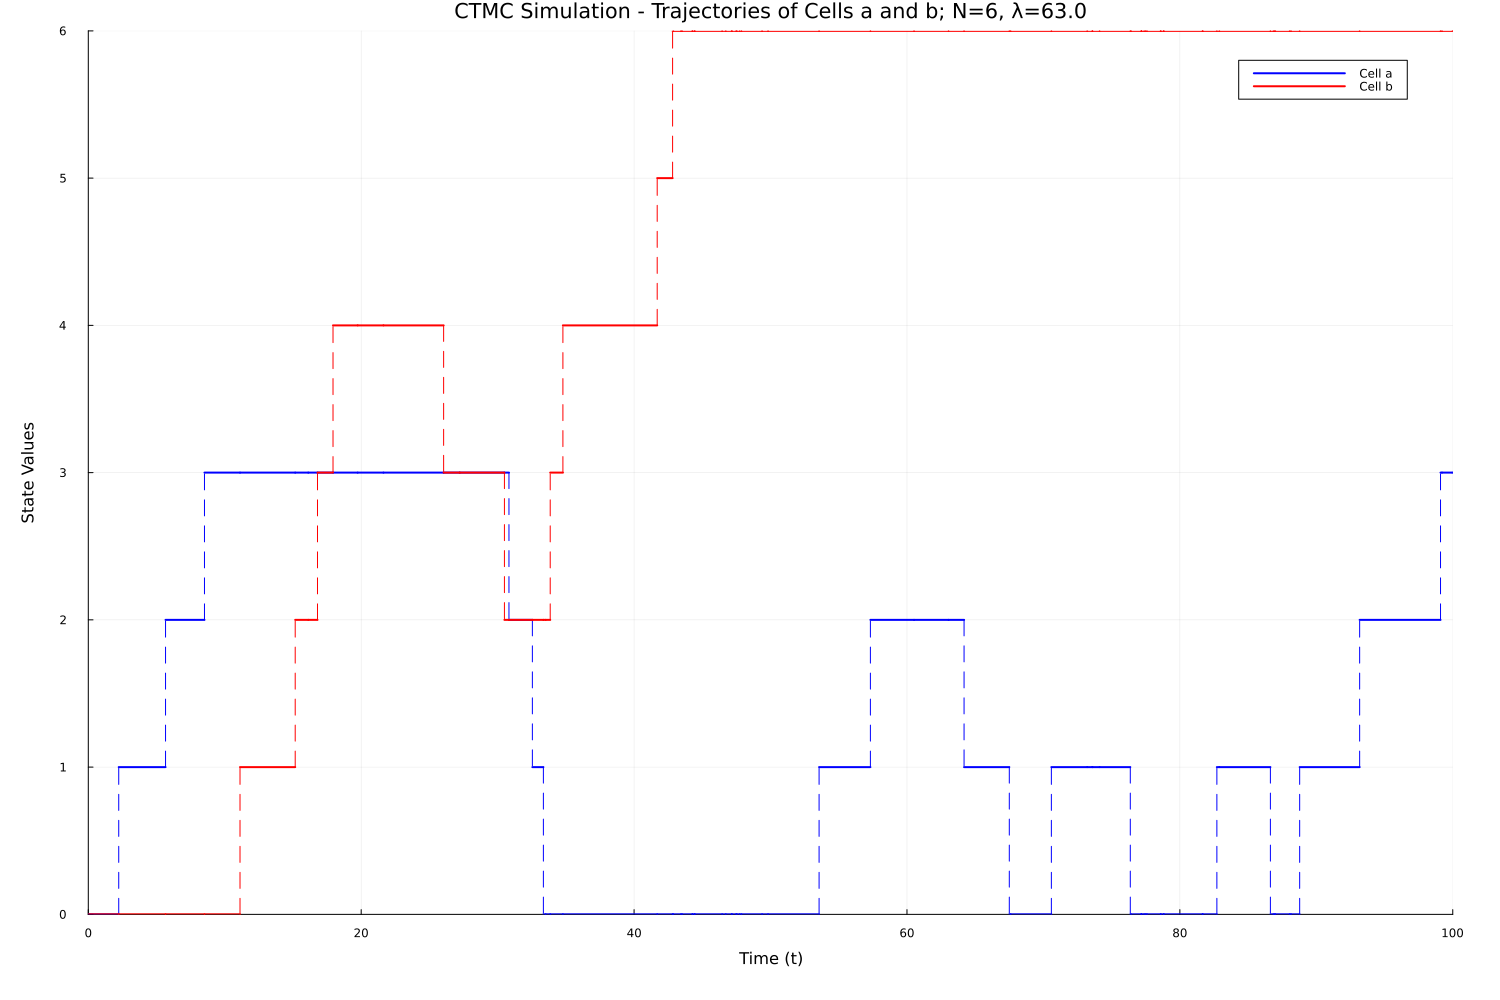 CTMC Simulation - Trajectories of Cells a and b; N=6, λ=63.0
6
5
4
3
2
1
0
State Values
Cell a
Cell b
0 20 40 60 80 100
Time (t)